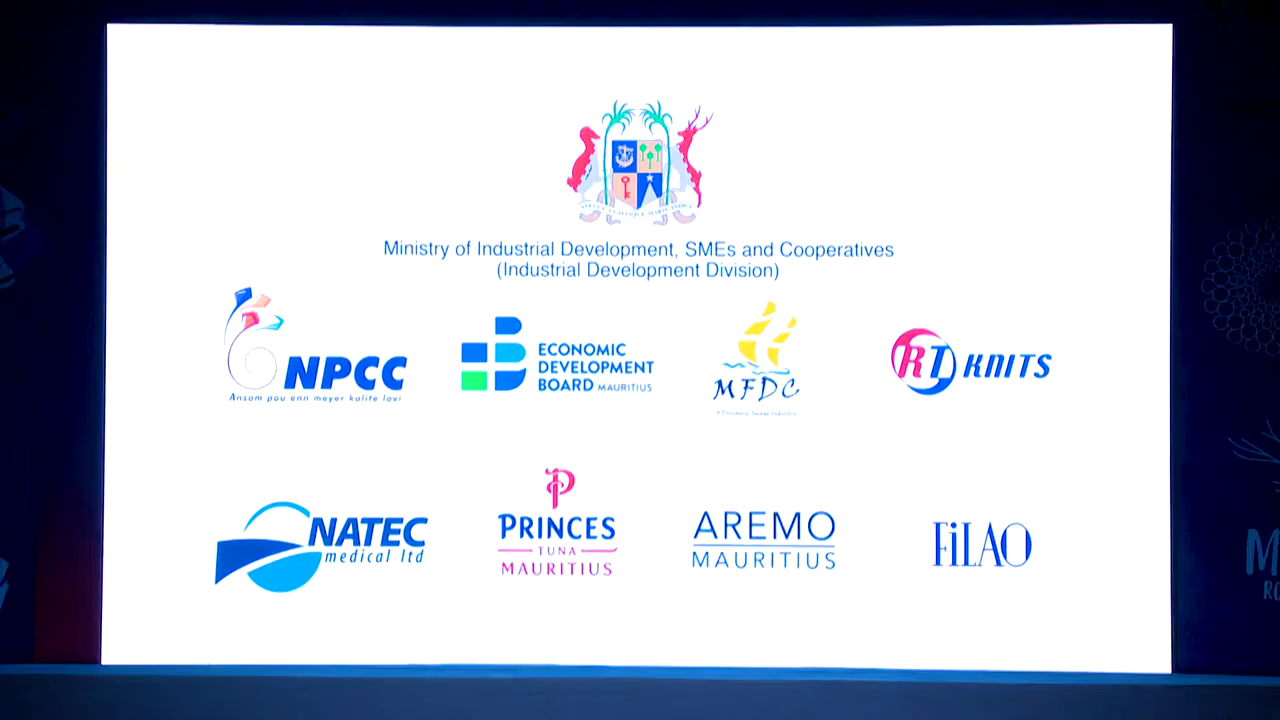 Ministry of Industrial Development, SMEs and Cooperatives
(Industrial Development Division)
NPCC
Ansam pou enn meyer kalite lavi
ECONOMIC
DEVELOPMENT
BOARD MAURITIUS
MFDC
RT KNITS
NATEC
medical ltd
P
PRINCES
TUNA
MAURITIUS
AREMO
MAURITIUS
FiLAO